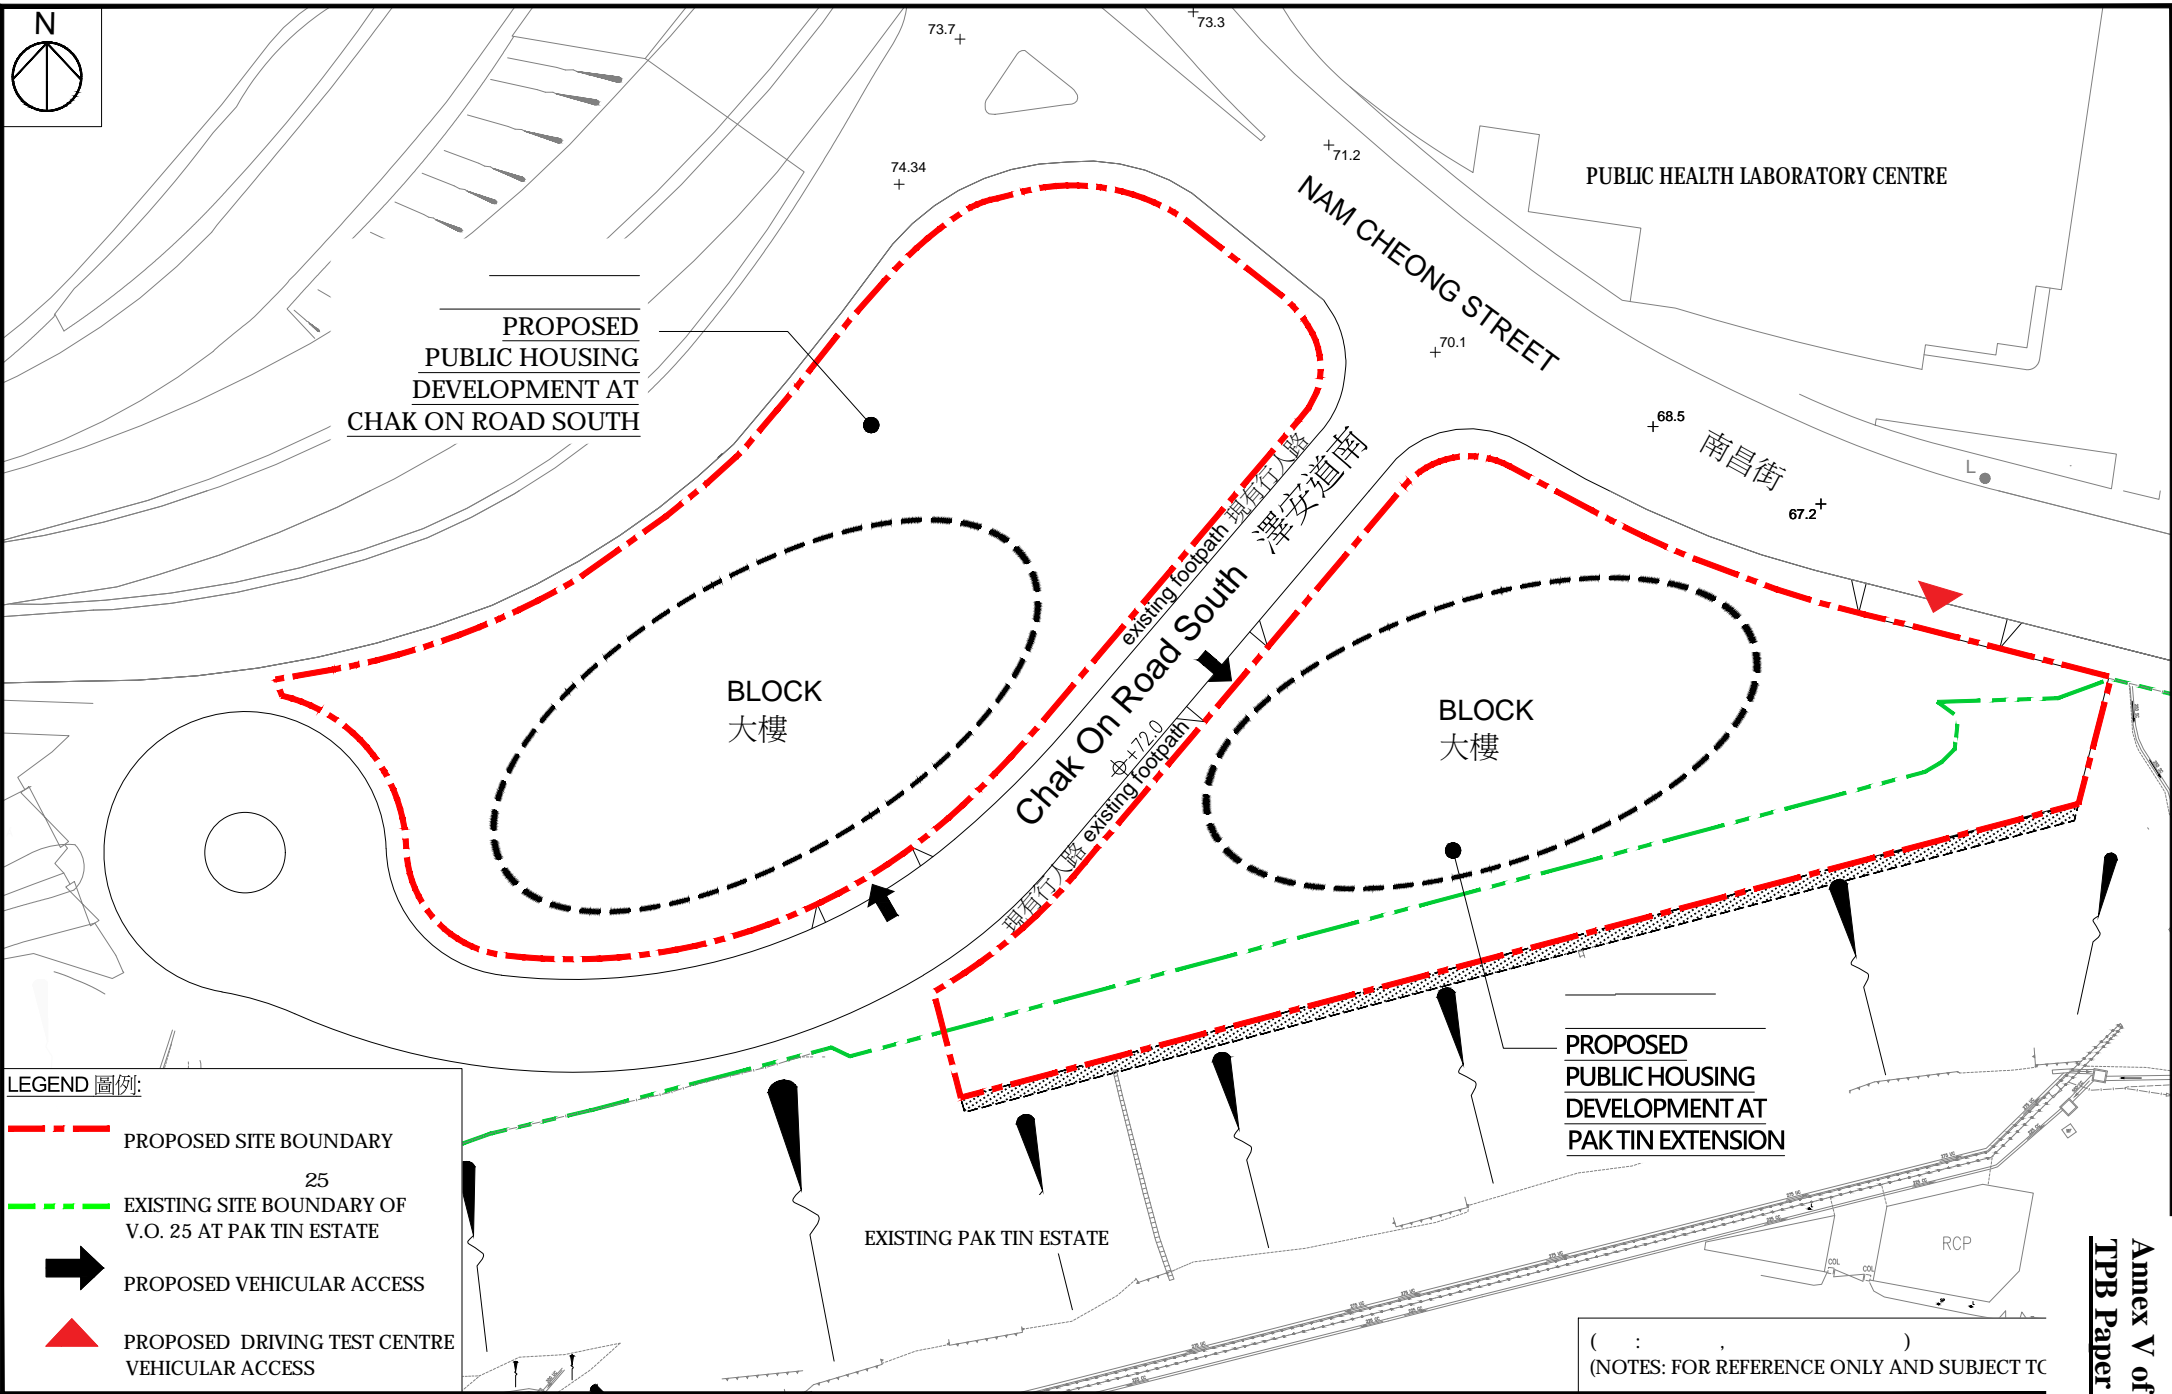 N
73.7
73.3
74.34
71.2
PUBLIC HEALTH LABORATORY CENTRE
NAM CHEONG STREET
70.1
68.5
南昌街
67.2
L
PROPOSED
PUBLIC HOUSING
DEVELOPMENT AT
CHAK ON ROAD SOUTH
existing footpath 現有行人路
Chak On Road South 澤安道南
+72.0
現有行人路 existing footpath
BLOCK
大樓
BLOCK
大樓
PROPOSED
PUBLIC HOUSING
DEVELOPMENT AT
PAK TIN EXTENSION
LEGEND 圖例:
PROPOSED SITE BOUNDARY
25
EXISTING SITE BOUNDARY OF
V.O. 25 AT PAK TIN ESTATE
PROPOSED VEHICULAR ACCESS
PROPOSED DRIVING TEST CENTRE
VEHICULAR ACCESS
EXISTING PAK TIN ESTATE
RCP
COL
COL
( : , )
(NOTES: FOR REFERENCE ONLY AND SUBJECT TO
Annex V of
TPB Paper